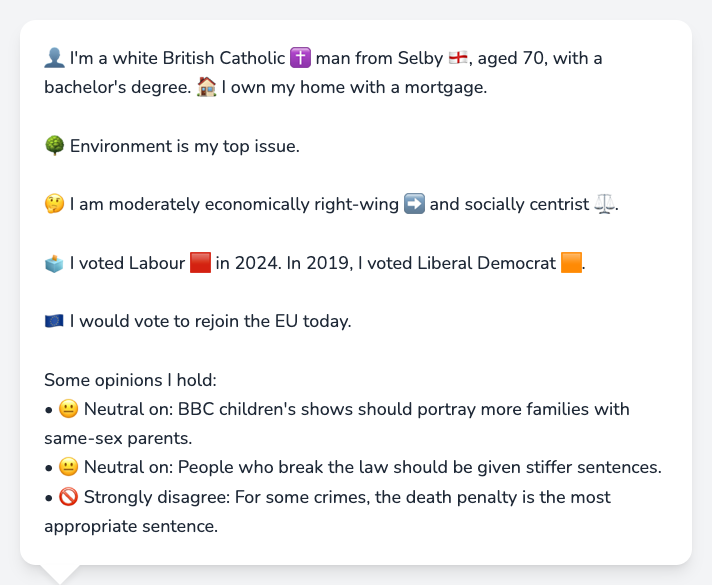 👤 I'm a white British Catholic ✝️ man from Selby 🏴󠁧󠁢󠁥󠁮󠁧󠁿, aged 70, with a
bachelor's degree. 🏠 I own my home with a mortgage.
🌳 Environment is my top issue.
🤔 I am moderately economically right-wing ➡️ and socially centrist ⚖️.
🗳️ I voted Labour 🟥 in 2024. In 2019, I voted Liberal Democrat 🟧.
🇪🇺 I would vote to rejoin the EU today.
Some opinions I hold:
• 😐 Neutral on: BBC children's shows should portray more families with
same-sex parents.
• 😐 Neutral on: People who break the law should be given stiffer sentences.
• 🚫 Strongly disagree: For some crimes, the death penalty is the most
appropriate sentence.